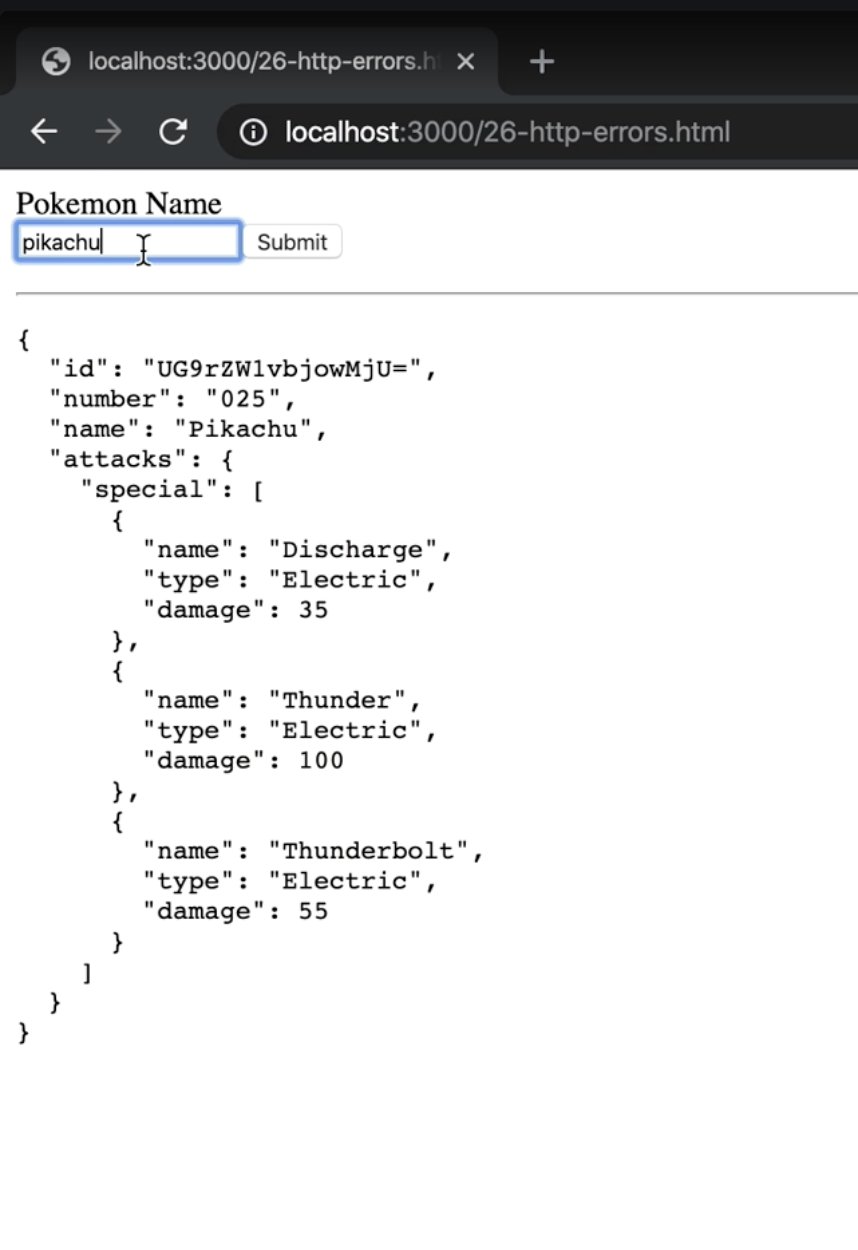 localhost:3000/26-http-errors.h
localhost:3000/26-http-errors.html
Pokemon Name
pikachu Submit
{
  "id": "UG9rZW1vbjowMjU=",
  "number": "025",
  "name": "Pikachu",
  "attacks": {
    "special": [
      {
        "name": "Discharge",
        "type": "Electric",
        "damage": 35
      },
      {
        "name": "Thunder",
        "type": "Electric",
        "damage": 100
      },
      {
        "name": "Thunderbolt",
        "type": "Electric",
        "damage": 55
      }
    ]
  }
}